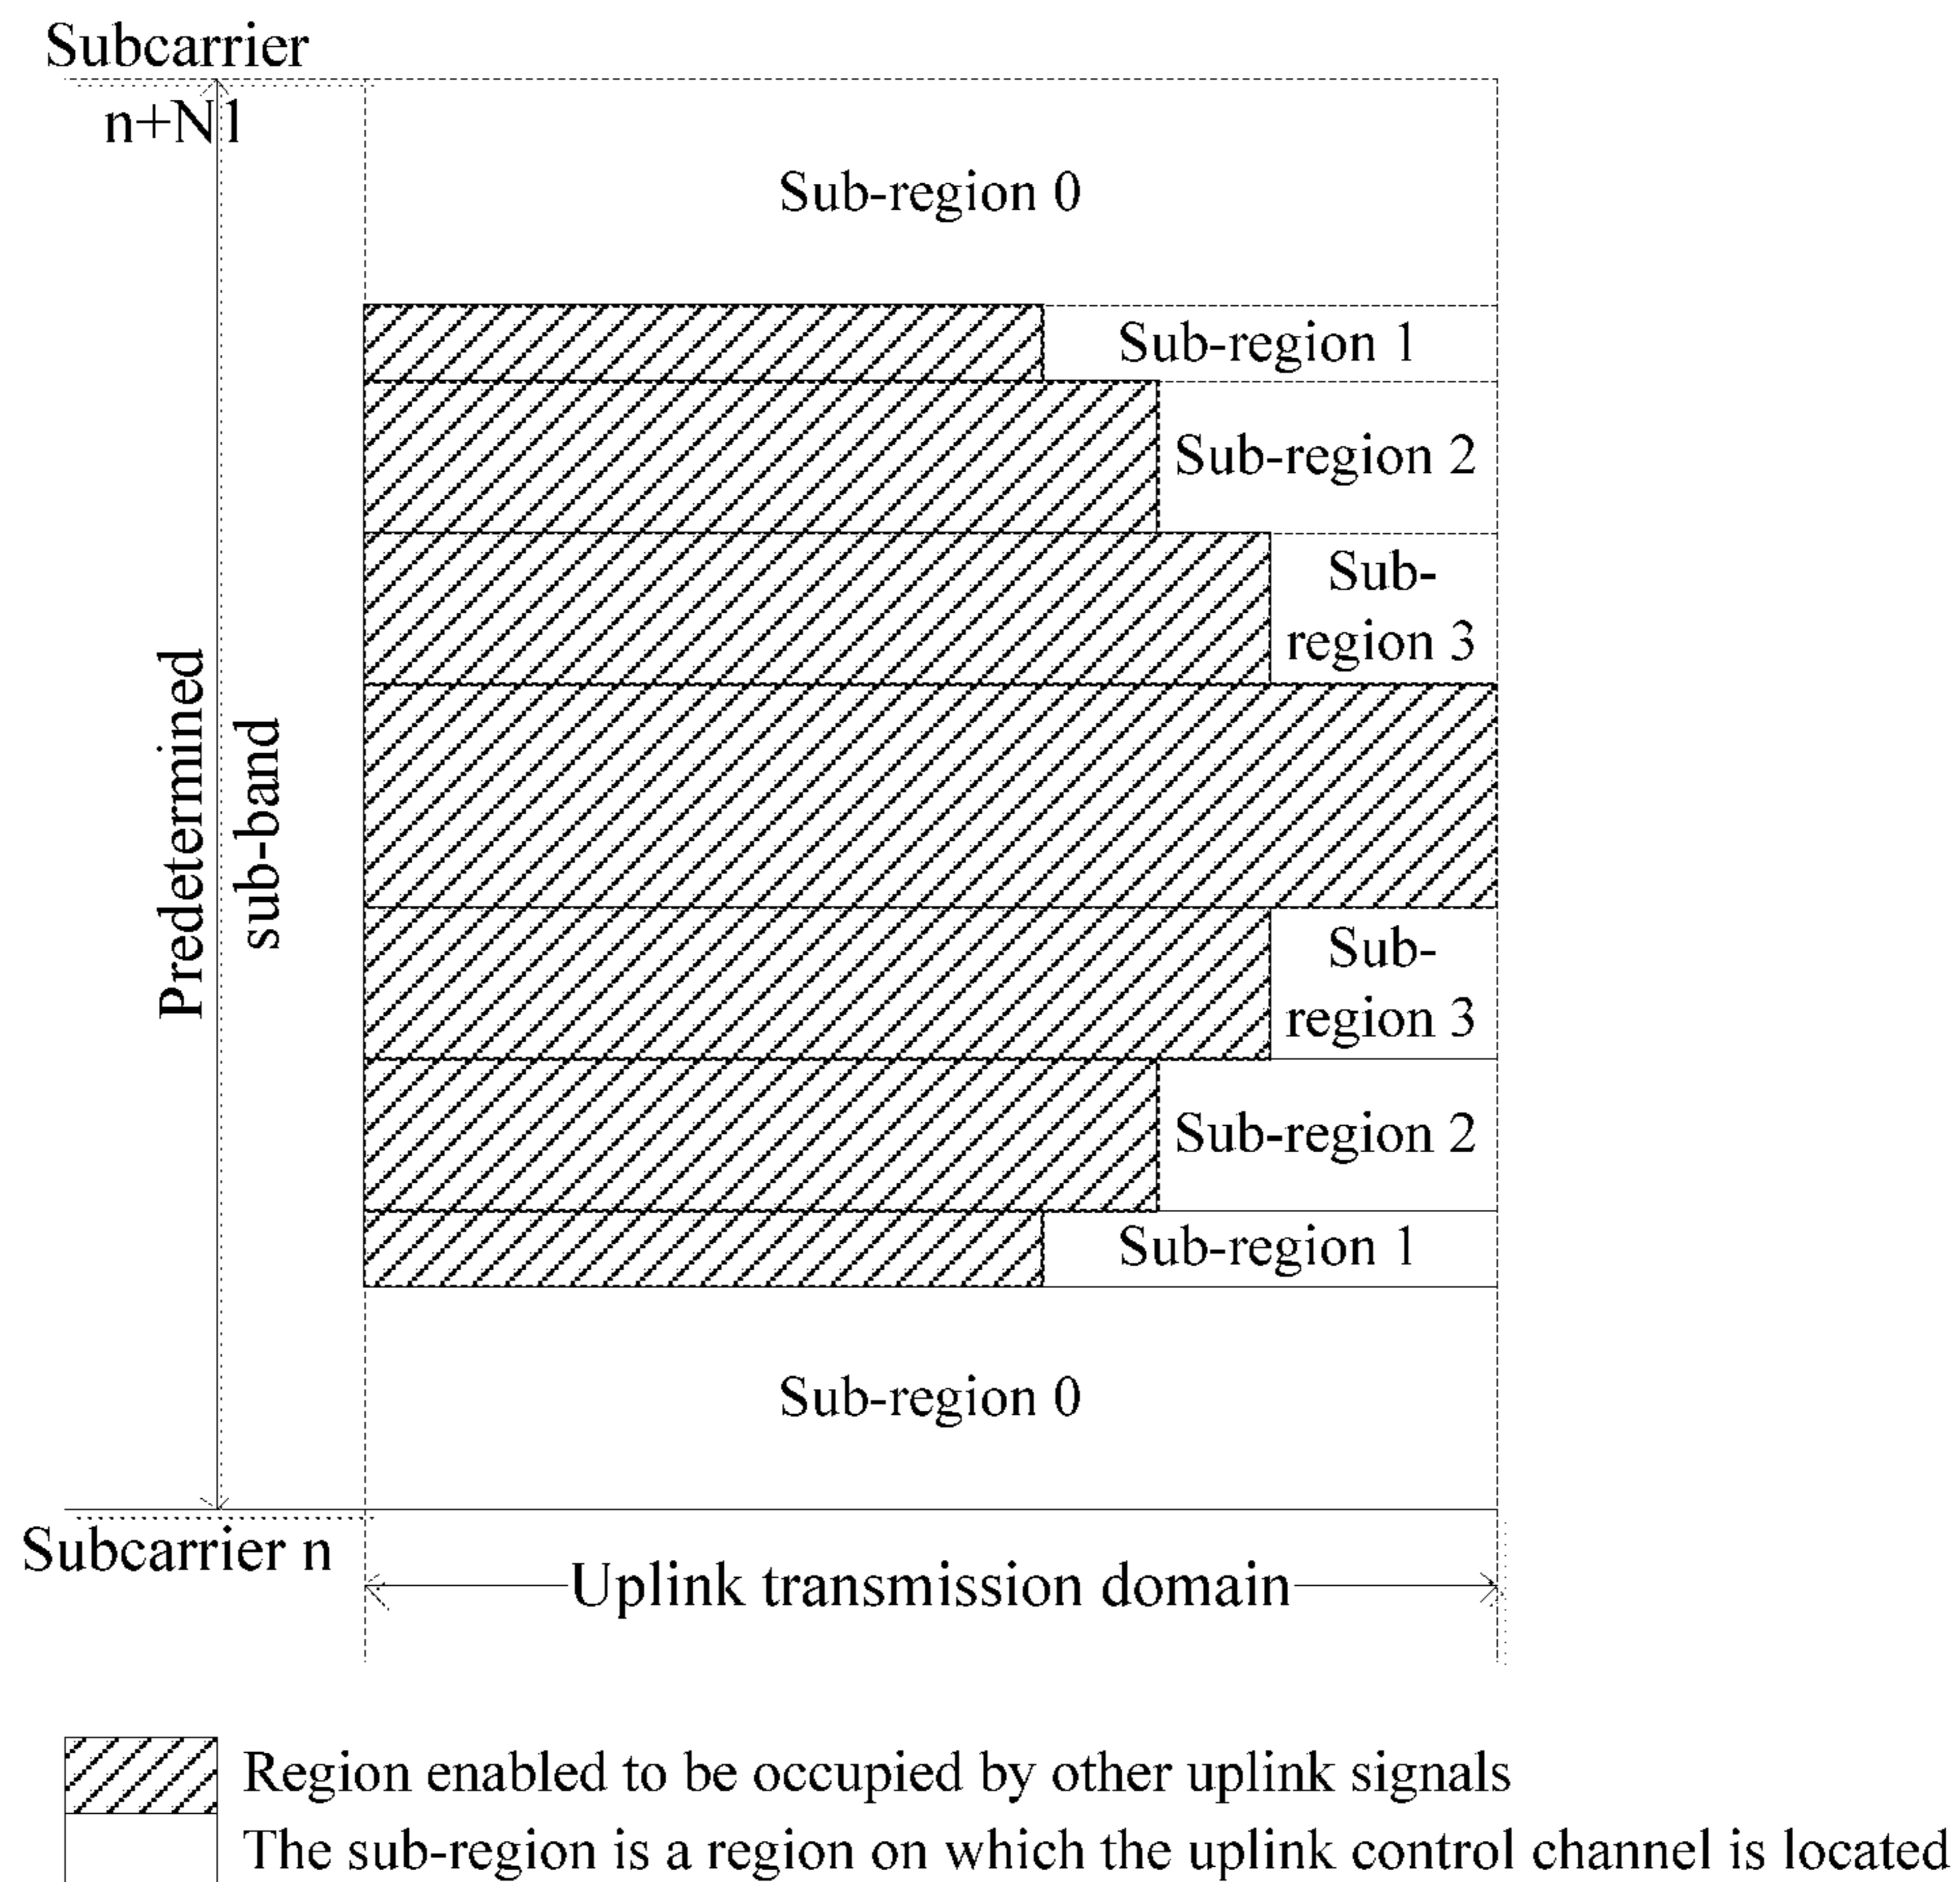 Subcarrier
n+N1
Sub-region 0
Sub-region 1
Sub-region 2
Sub-
region 3
Predetermined
sub-band
Sub-
region 3
Sub-region 2
Sub-region 1
Sub-region 0
Subcarrier n
Uplink transmission domain
Region enabled to be occupied by other uplink signals
The sub-region is a region on which the uplink control channel is located